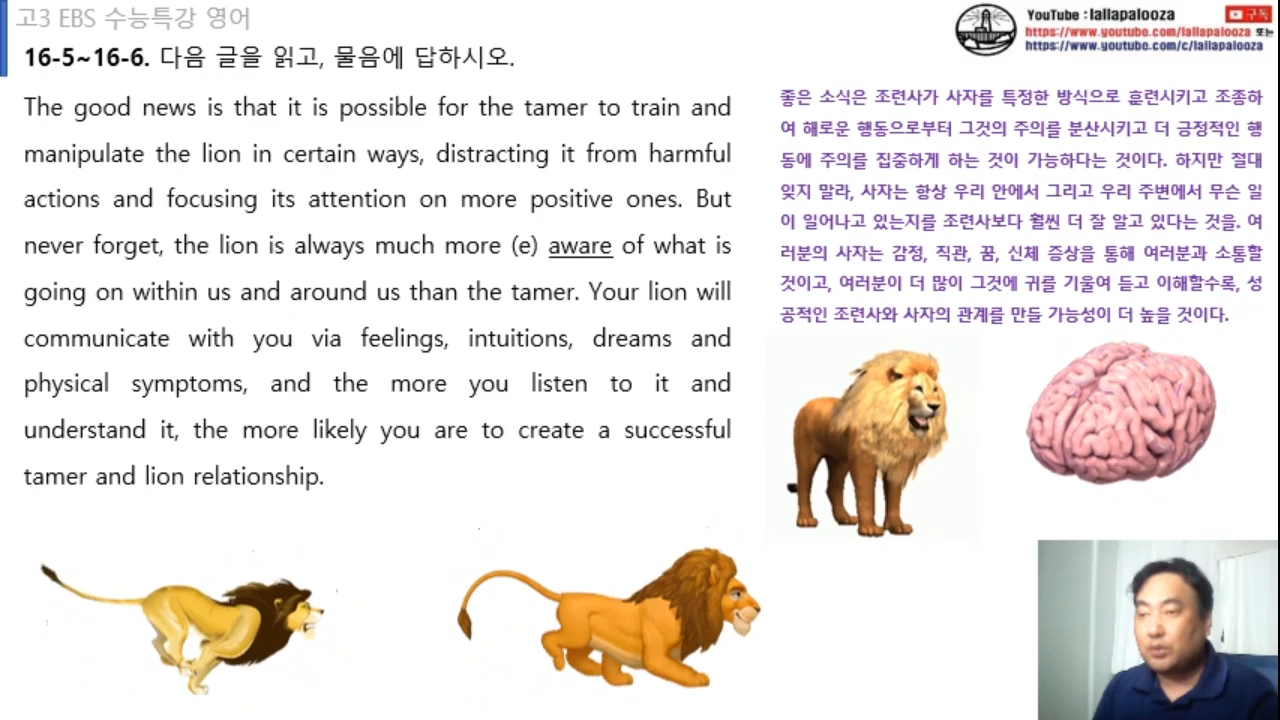 고3 EBS 수능특강 영어
16-5~16-6. 다음 글을 읽고, 물음에 답하시오.
YouTube : lallapalooza
구독
https://www.youtube.com/lallapalooza 또는
https://www.youtube.com/c/lallapalooza
The good news is that it is possible for the tamer to train and
manipulate the lion in certain ways, distracting it from harmful
actions and focusing its attention on more positive ones. But
never forget, the lion is always much more (e) aware of what is
going on within us and around us than the tamer. Your lion will
communicate with you via feelings, intuitions, dreams and
physical symptoms, and the more you listen to it and
understand it, the more likely you are to create a successful
tamer and lion relationship.
좋은 소식은 조련사가 사자를 특정한 방식으로 훈련시키고 조종하
여 해로운 행동으로부터 그것의 주의를 분산시키고 더 긍정적인 행
동에 주의를 집중하게 하는 것이 가능하다는 것이다. 하지만 절대
잊지 말라, 사자는 항상 우리 안에서 그리고 우리 주변에서 무슨 일
이 일어나고 있는지를 조련사보다 훨씬 더 잘 알고 있다는 것을. 여
러분의 사자는 감정, 직관, 꿈, 신체 증상을 통해 여러분과 소통할
것이고, 여러분이 더 많이 그것에 귀를 기울여 듣고 이해할수록, 성
공적인 조련사와 사자의 관계를 만들 가능성이 더 높을 것이다.